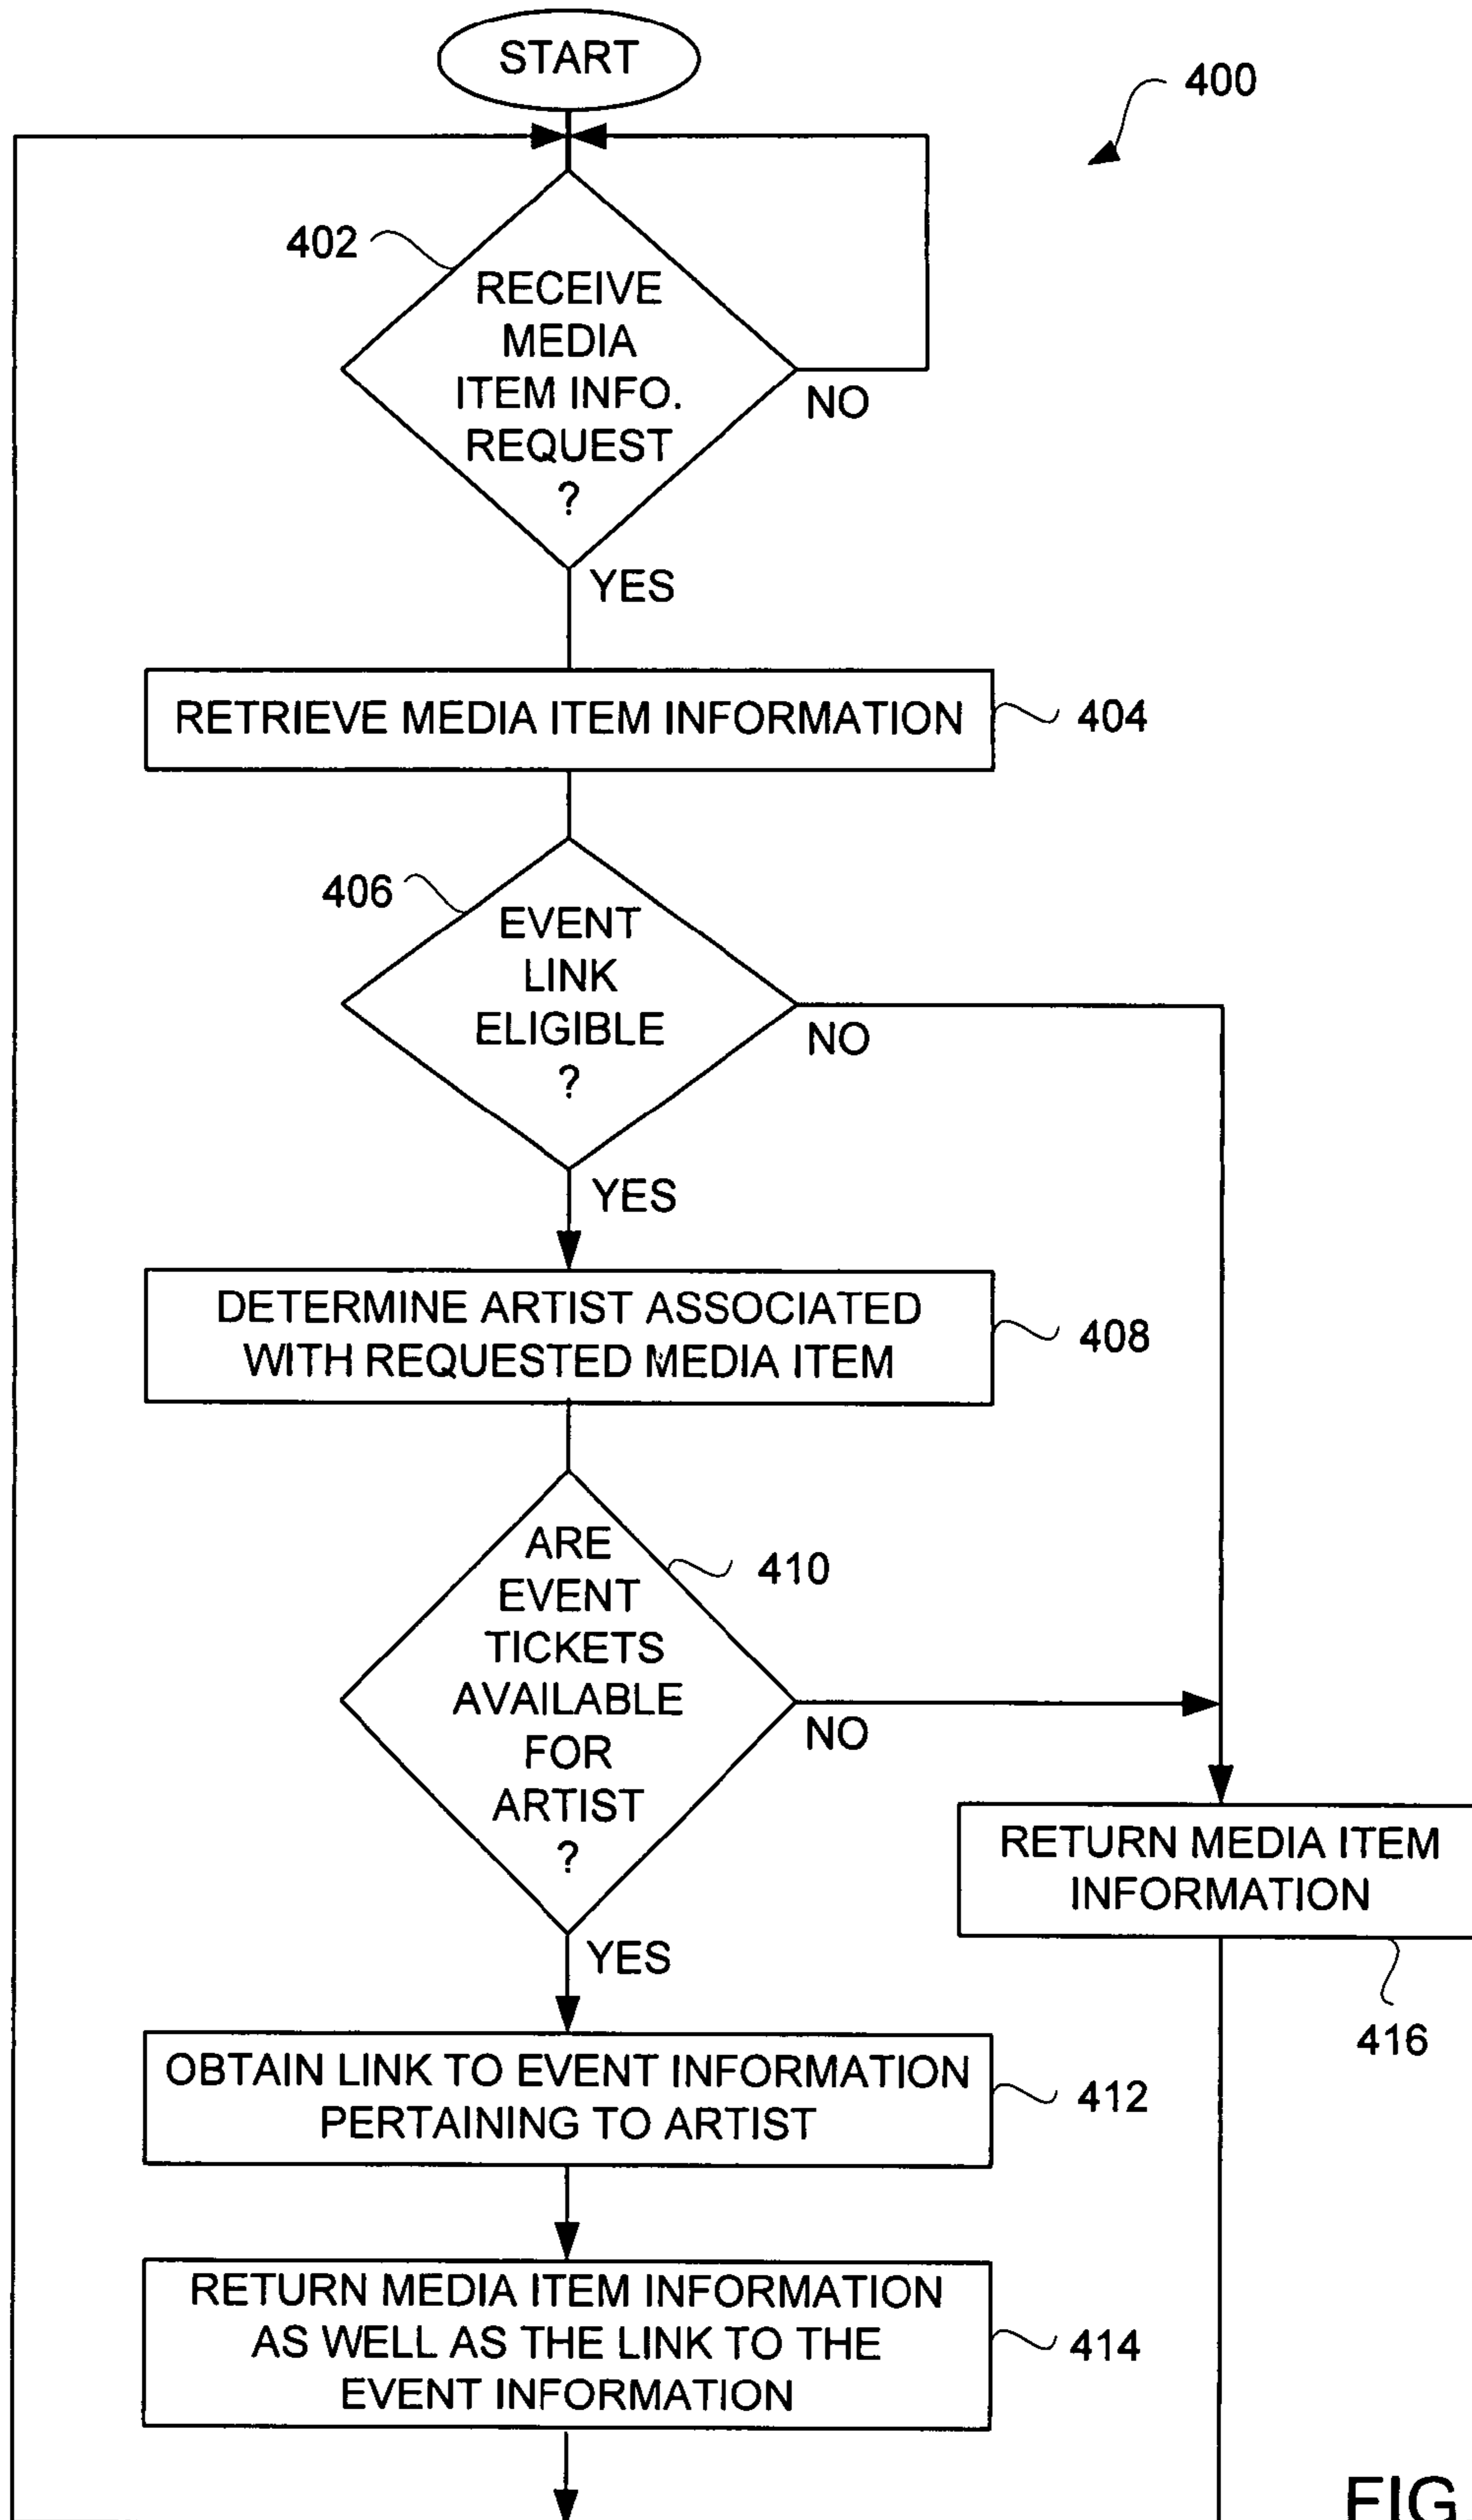 START
400
402
RECEIVE
MEDIA
ITEM INFO.
REQUEST
?
NO
YES
RETRIEVE MEDIA ITEM INFORMATION
404
406
EVENT
LINK
ELIGIBLE
?
NO
YES
DETERMINE ARTIST ASSOCIATED
WITH REQUESTED MEDIA ITEM
408
ARE
EVENT
TICKETS
AVAILABLE
FOR
ARTIST
?
410
NO
YES
RETURN MEDIA ITEM
INFORMATION
416
OBTAIN LINK TO EVENT INFORMATION
PERTAINING TO ARTIST
412
RETURN MEDIA ITEM INFORMATION
AS WELL AS THE LINK TO THE
EVENT INFORMATION
414
FIG.